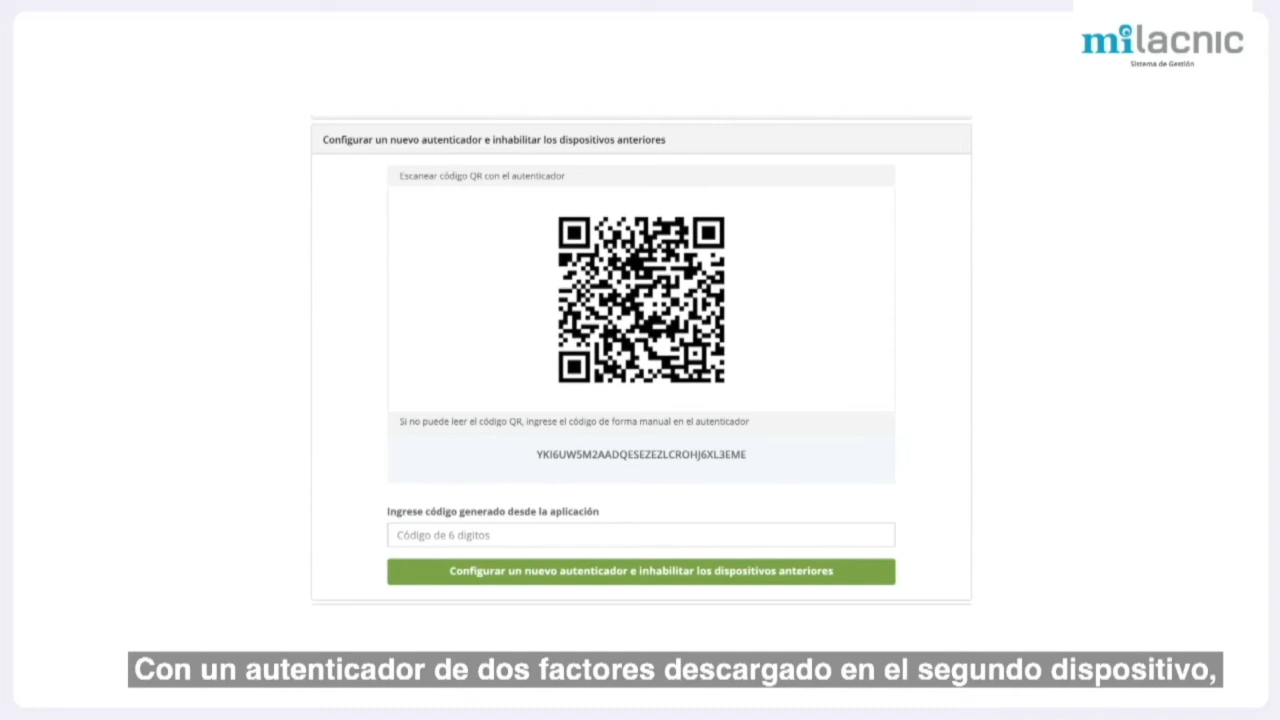 milacnic
Sistema de Gestión
Configurar un nuevo autenticador e inhabilitar los dispositivos anteriores
Escanear código QR con el autenticador
Si no puede leer el código QR, ingrese el código de forma manual en el autenticador
YKI6UW5M2AADQESEZEZLCROHJ6XL3EME
Ingrese código generado desde la aplicación
Código de 6 digitos
Configurar un nuevo autenticador e inhabilitar los dispositivos anteriores
Con un autenticador de dos factores descargado en el segundo dispositivo,